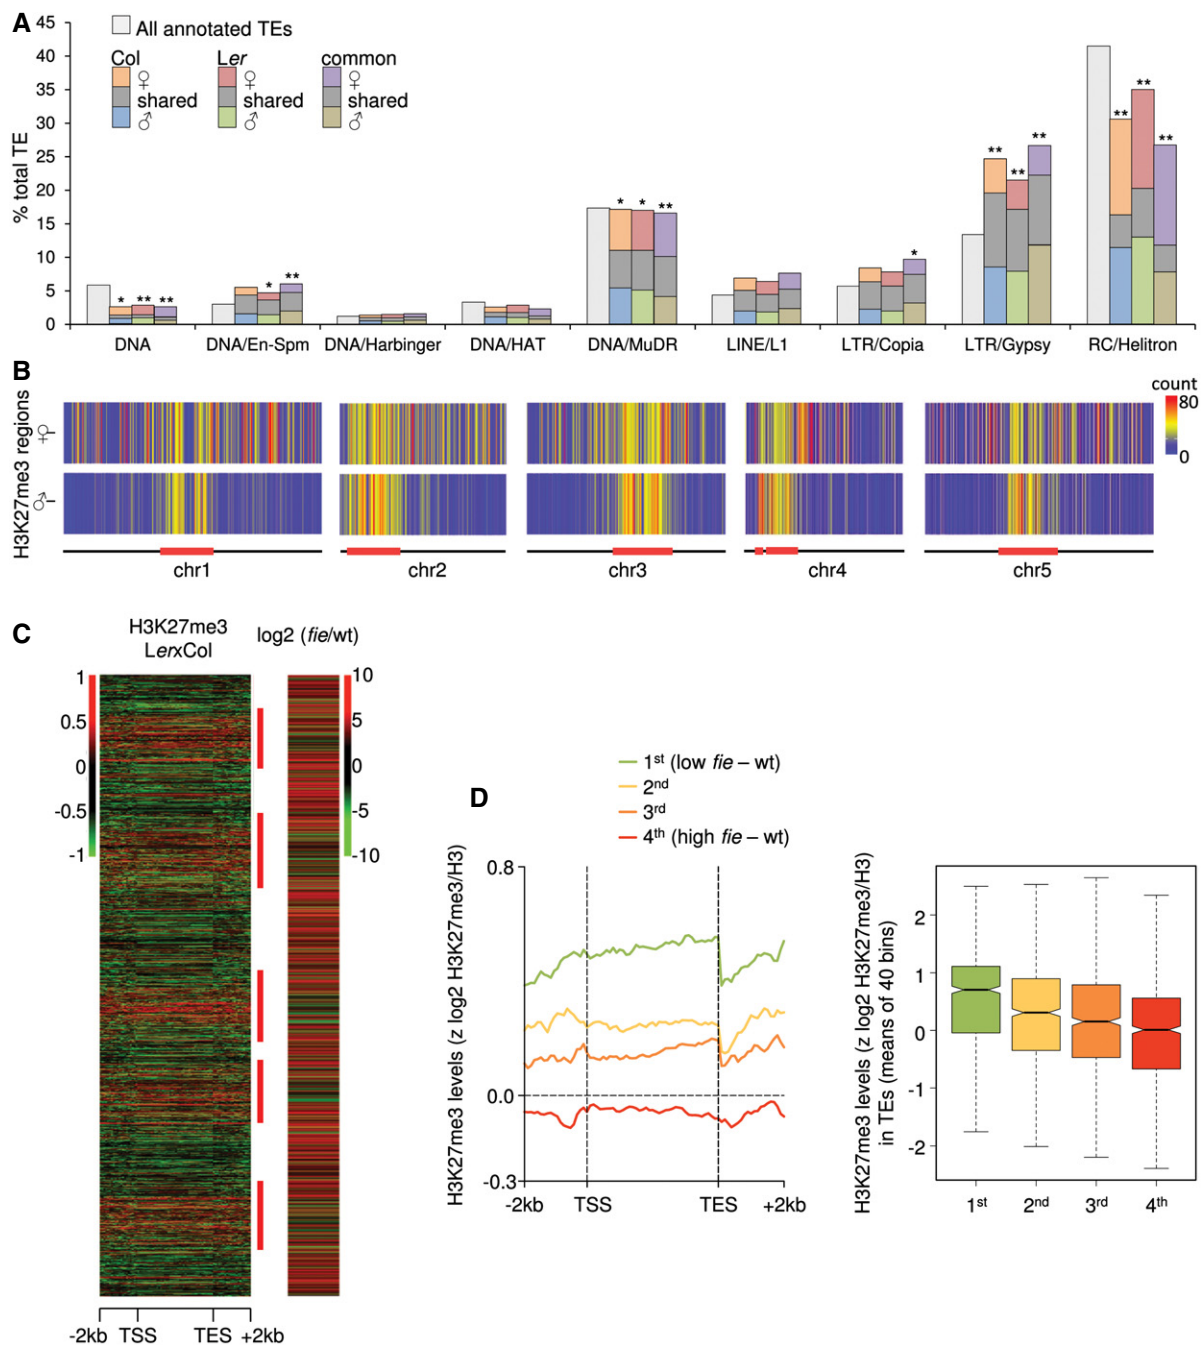 A
45
40
35
30
25
20
15
10
5
0
% total TE
All annotated TEs
Col Ler common
♀ ♀ ♀
shared shared shared
♂ ♂ ♂
* ** **
* **
* * **
*
** ** **
** ** **
DNA DNA/En-Spm DNA/Harbinger DNA/HAT DNA/MuDR LINE/L1 LTR/Copia LTR/Gypsy RC/Helitron
B
H3K27me3 regions
♀
♂
count
80
0
chr1 chr2 chr3 chr4 chr5
C
H3K27me3
LerxCol
log2 (fie/wt)
1
0.5
0
-0.5
-1
10
5
0
-5
-10
-2kb TSS TES +2kb
D
1st (low fie – wt)
2nd
3rd
4th (high fie – wt)
H3K27me3 levels (z log2 H3K27me3/H3)
0.8
0.0
-0.3
-2kb TSS TES +2kb
H3K27me3 levels (z log2 H3K27me3/H3)
in TEs (means of 40 bins)
2
1
0
-1
-2
1st 2nd 3rd 4th